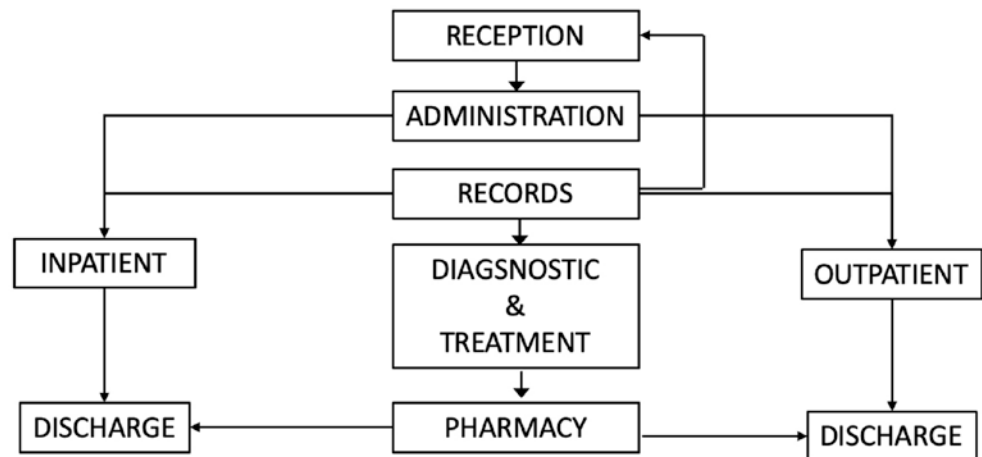 RECEPTION
ADMINISTRATION
RECORDS
INPATIENT
DIAGSNOSTIC
&
TREATMENT
OUTPATIENT
DISCHARGE
PHARMACY
DISCHARGE